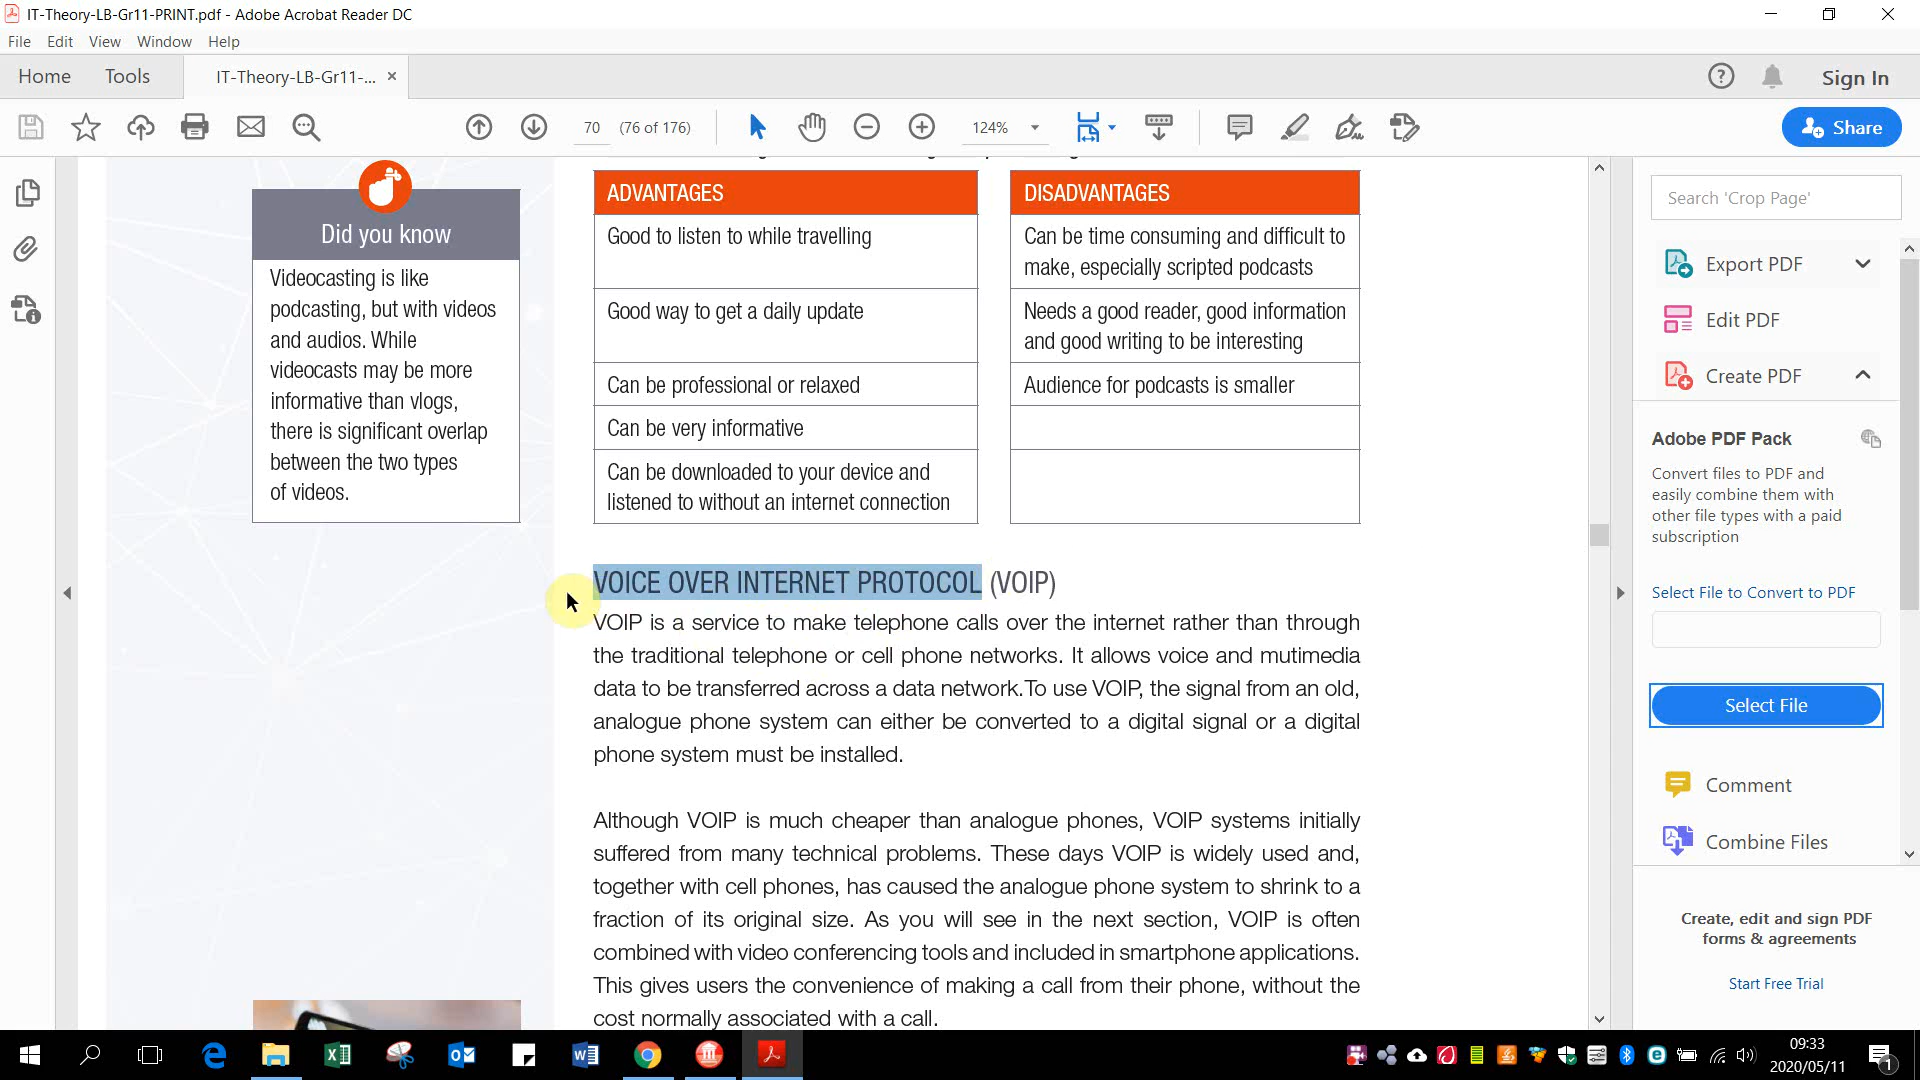 IT-Theory-LB-Gr11-PRINT.pdf - Adobe Acrobat Reader DC
File Edit View Window Help
Home Tools IT-Theory-LB-Gr11-... × Sign In
70 (76 of 176) 124% Share
Did you know
Videocasting is like
podcasting, but with videos
and audios. While
videocasts may be more
informative than vlogs,
there is significant overlap
between the two types
of videos.
ADVANTAGES
Good to listen to while travelling
Good way to get a daily update
Can be professional or relaxed
Can be very informative
Can be downloaded to your device and
listened to without an internet connection
DISADVANTAGES
Can be time consuming and difficult to
make, especially scripted podcasts
Needs a good reader, good information
and good writing to be interesting
Audience for podcasts is smaller
VOICE OVER INTERNET PROTOCOL (VOIP)
VOIP is a service to make telephone calls over the internet rather than through
the traditional telephone or cell phone networks. It allows voice and mutimedia
data to be transferred across a data network.To use VOIP, the signal from an old,
analogue phone system can either be converted to a digital signal or a digital
phone system must be installed.
Although VOIP is much cheaper than analogue phones, VOIP systems initially
suffered from many technical problems. These days VOIP is widely used and,
together with cell phones, has caused the analogue phone system to shrink to a
fraction of its original size. As you will see in the next section, VOIP is often
combined with video conferencing tools and included in smartphone applications.
This gives users the convenience of making a call from their phone, without the
cost normally associated with a call.
Search 'Crop Page'
Export PDF
Edit PDF
Create PDF
Adobe PDF Pack
Convert files to PDF and
easily combine them with
other file types with a paid
subscription
Select File to Convert to PDF
Select File
Comment
Combine Files
Create, edit and sign PDF
forms & agreements
Start Free Trial
09:33
2020/05/11
1